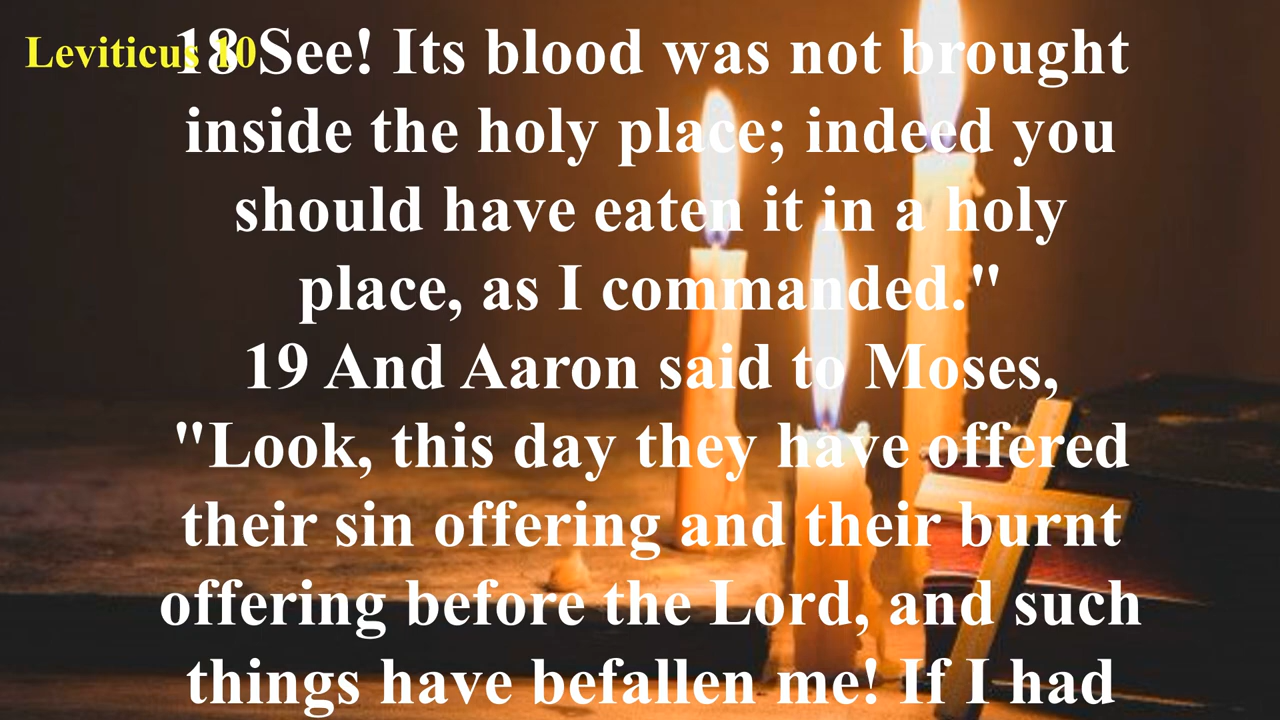 Leviticus 10
18 See! Its blood was not brought
inside the holy place; indeed you
should have eaten it in a holy
place, as I commanded."
19 And Aaron said to Moses,
"Look, this day they have offered
their sin offering and their burnt
offering before the Lord, and such
things have befallen me! If I had